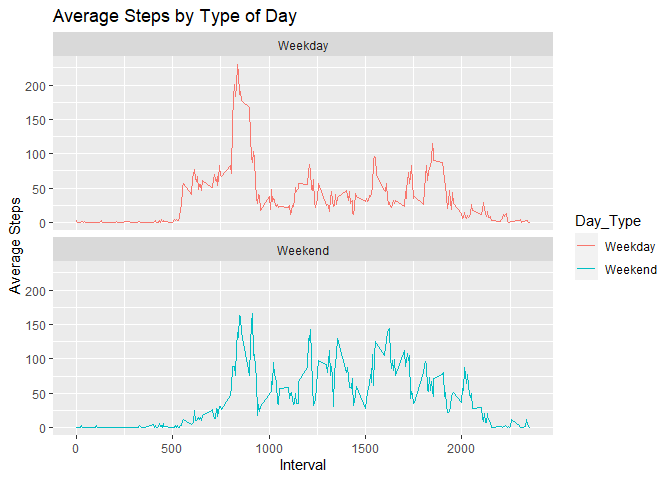 Average Steps by Type of Day
Weekday
200
150
100
50
0
Weekend
200
150
100
50
0
Average Steps
0 500 1000 1500 2000
Interval
Day_Type
Weekday
Weekend